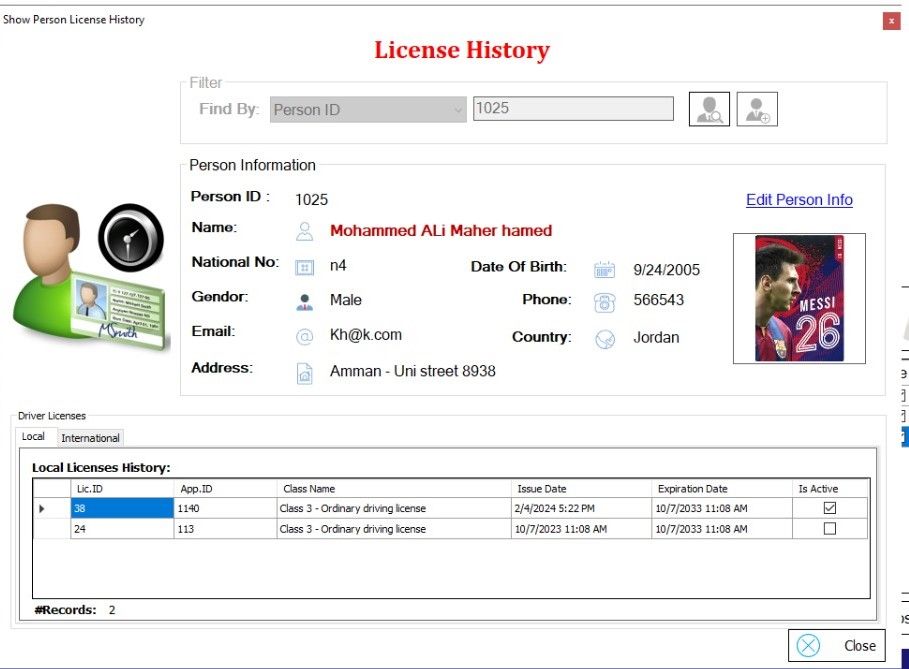 Show Person License History
x
License History
Filter
Find By: Person ID 1025
Person Information
Person ID : 1025
Edit Person Info
Name: Mohammed ALi Maher hamed
National No: n4 Date Of Birth: 9/24/2005
Gendor: Male Phone: 566543
Email: Kh@k.com Country: Jordan
Address: Amman - Uni street 8938
MESSI
26
MSmith
Driver Licenses
Local International
Local Licenses History:
Lic.ID App.ID Class Name Issue Date Expiration Date Is Active
38 1140 Class 3 - Ordinary driving license 2/4/2024 5:22 PM 10/7/2033 11:08 AM
24 113 Class 3 - Ordinary driving license 10/7/2023 11:08 AM 10/7/2033 11:08 AM
#Records: 2
Close